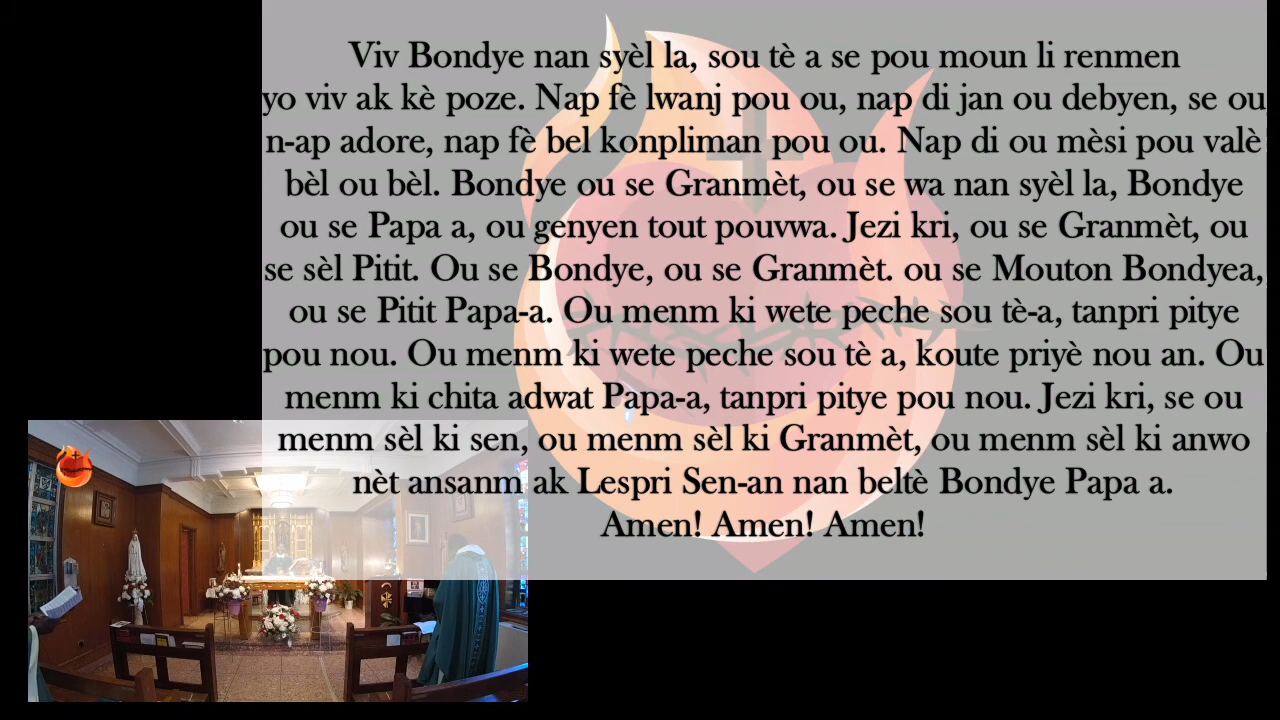 Viv Bondye nan syèl la, sou tè a se pou moun li renmen
yo viv ak kè poze. Nap fè lwanj pou ou, nap di jan ou debyen, se ou
n-ap adore, nap fè bel konpliman pou ou. Nap di ou mèsi pou valè
bèl ou bèl. Bondye ou se Granmèt, ou se wa nan syèl la, Bondye
ou se Papa a, ou genyen tout pouvwa. Jezi kri, ou se Granmèt, ou
se sèl Pitit. Ou se Bondye, ou se Granmèt. ou se Mouton Bondyea,
ou se Pitit Papa-a. Ou menm ki wete peche sou tè-a, tanpri pitye
pou nou. Ou menm ki wete peche sou tè a, koute priyè nou an. Ou
menm ki chita adwat Papa-a, tanpri pitye pou nou. Jezi kri, se ou
menm sèl ki sen, ou menm sèl ki Granmèt, ou menm sèl ki anwo
nèt ansanm ak Lespri Sen-an nan beltè Bondye Papa a.
Amen! Amen! Amen!